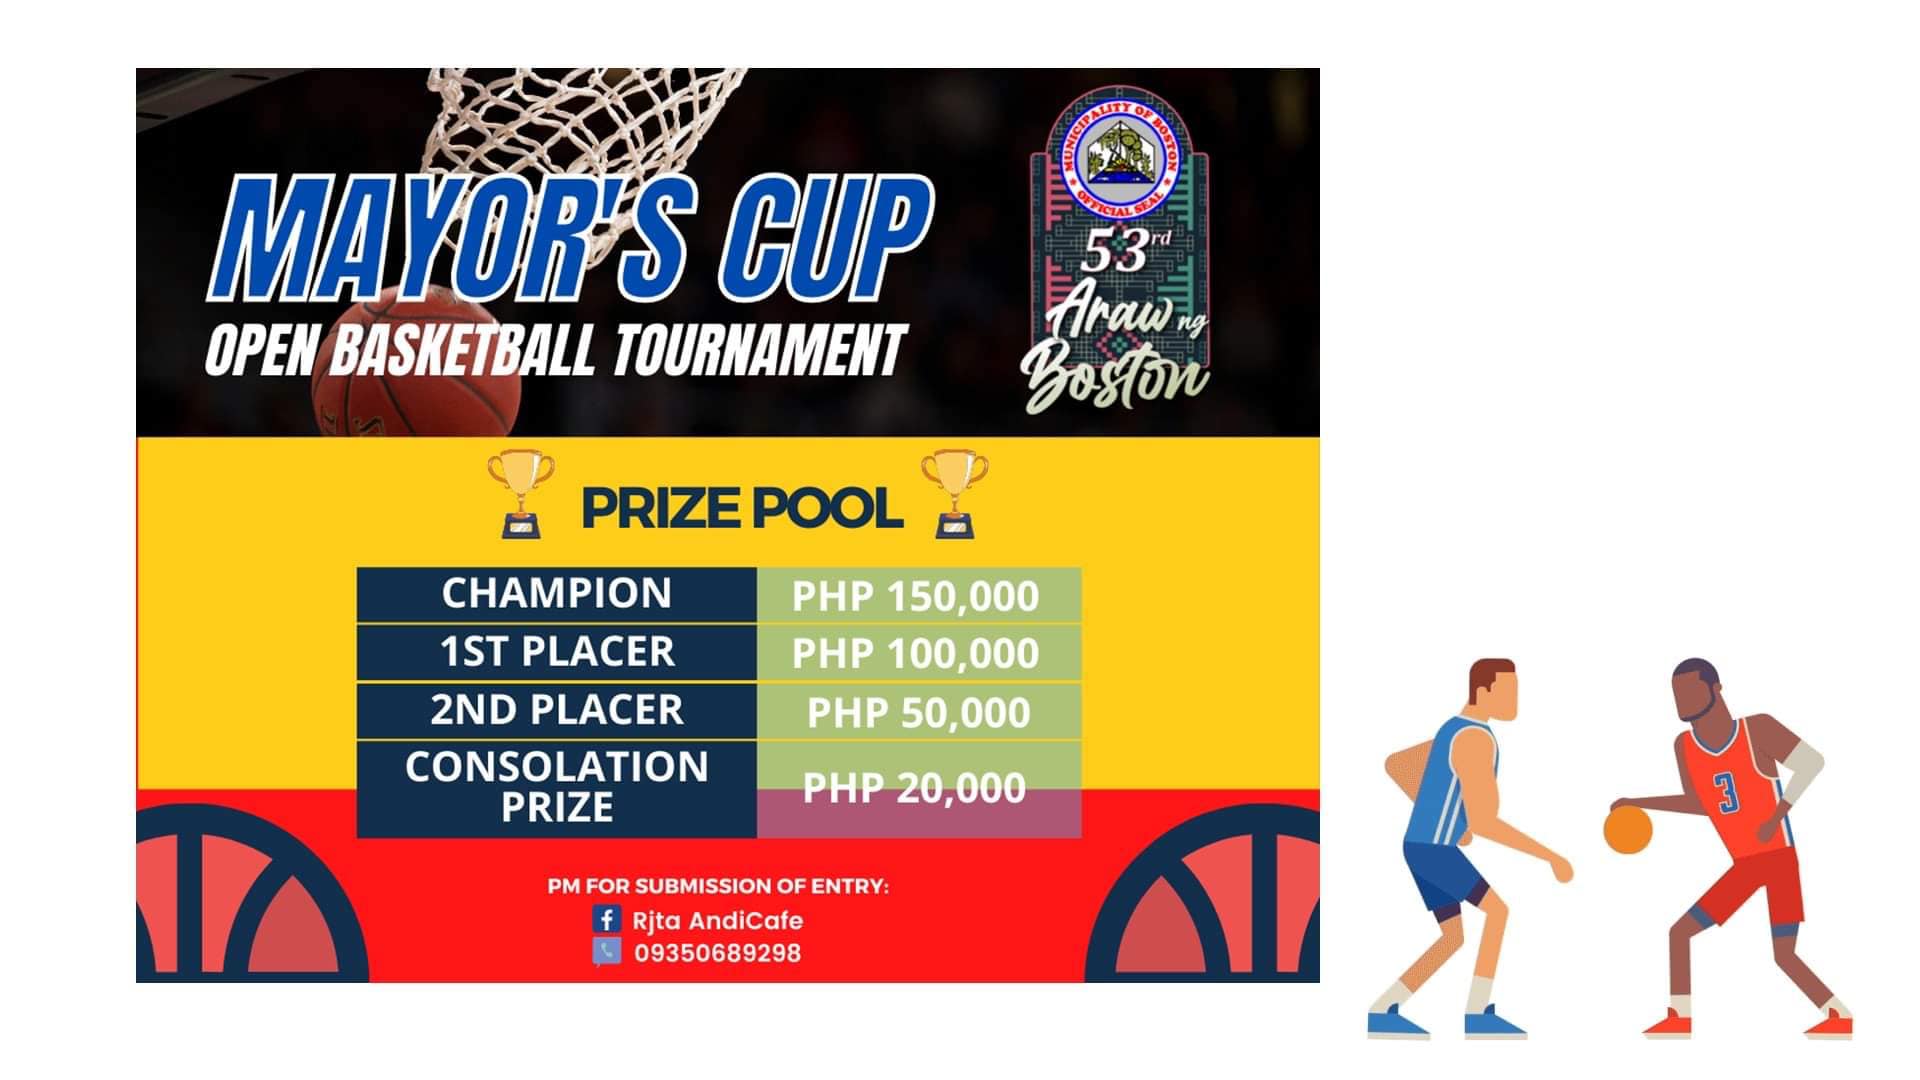 MAYOR'S CUP
OPEN BASKETBALL TOURNAMENT
MUNICIPALITY OF BOSTON
OFFICIAL SEAL
53rd
Araw ng
Boston
PRIZE POOL
CHAMPION PHP 150,000
1ST PLACER PHP 100,000
2ND PLACER PHP 50,000
CONSOLATION
PRIZE PHP 20,000
PM FOR SUBMISSION OF ENTRY:
Rjta AndiCafe
09350689298
3